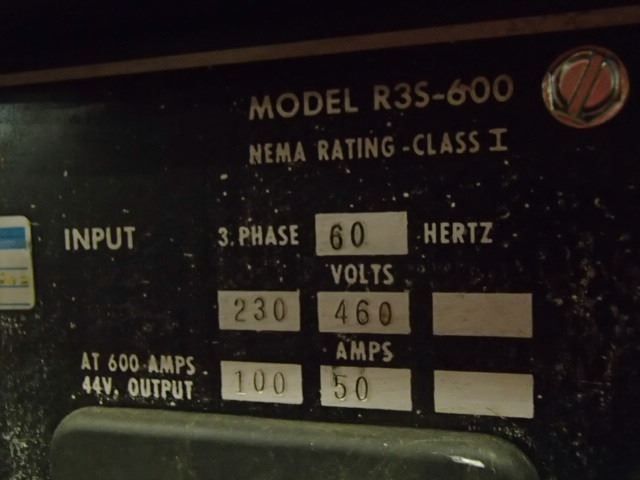 MODEL R3S-600
NEMA RATING-CLASS I
INPUT 3 PHASE 60 HERTZ
VOLTS
230 460
AMPS
AT 600 AMPS 44V. OUTPUT 100 50